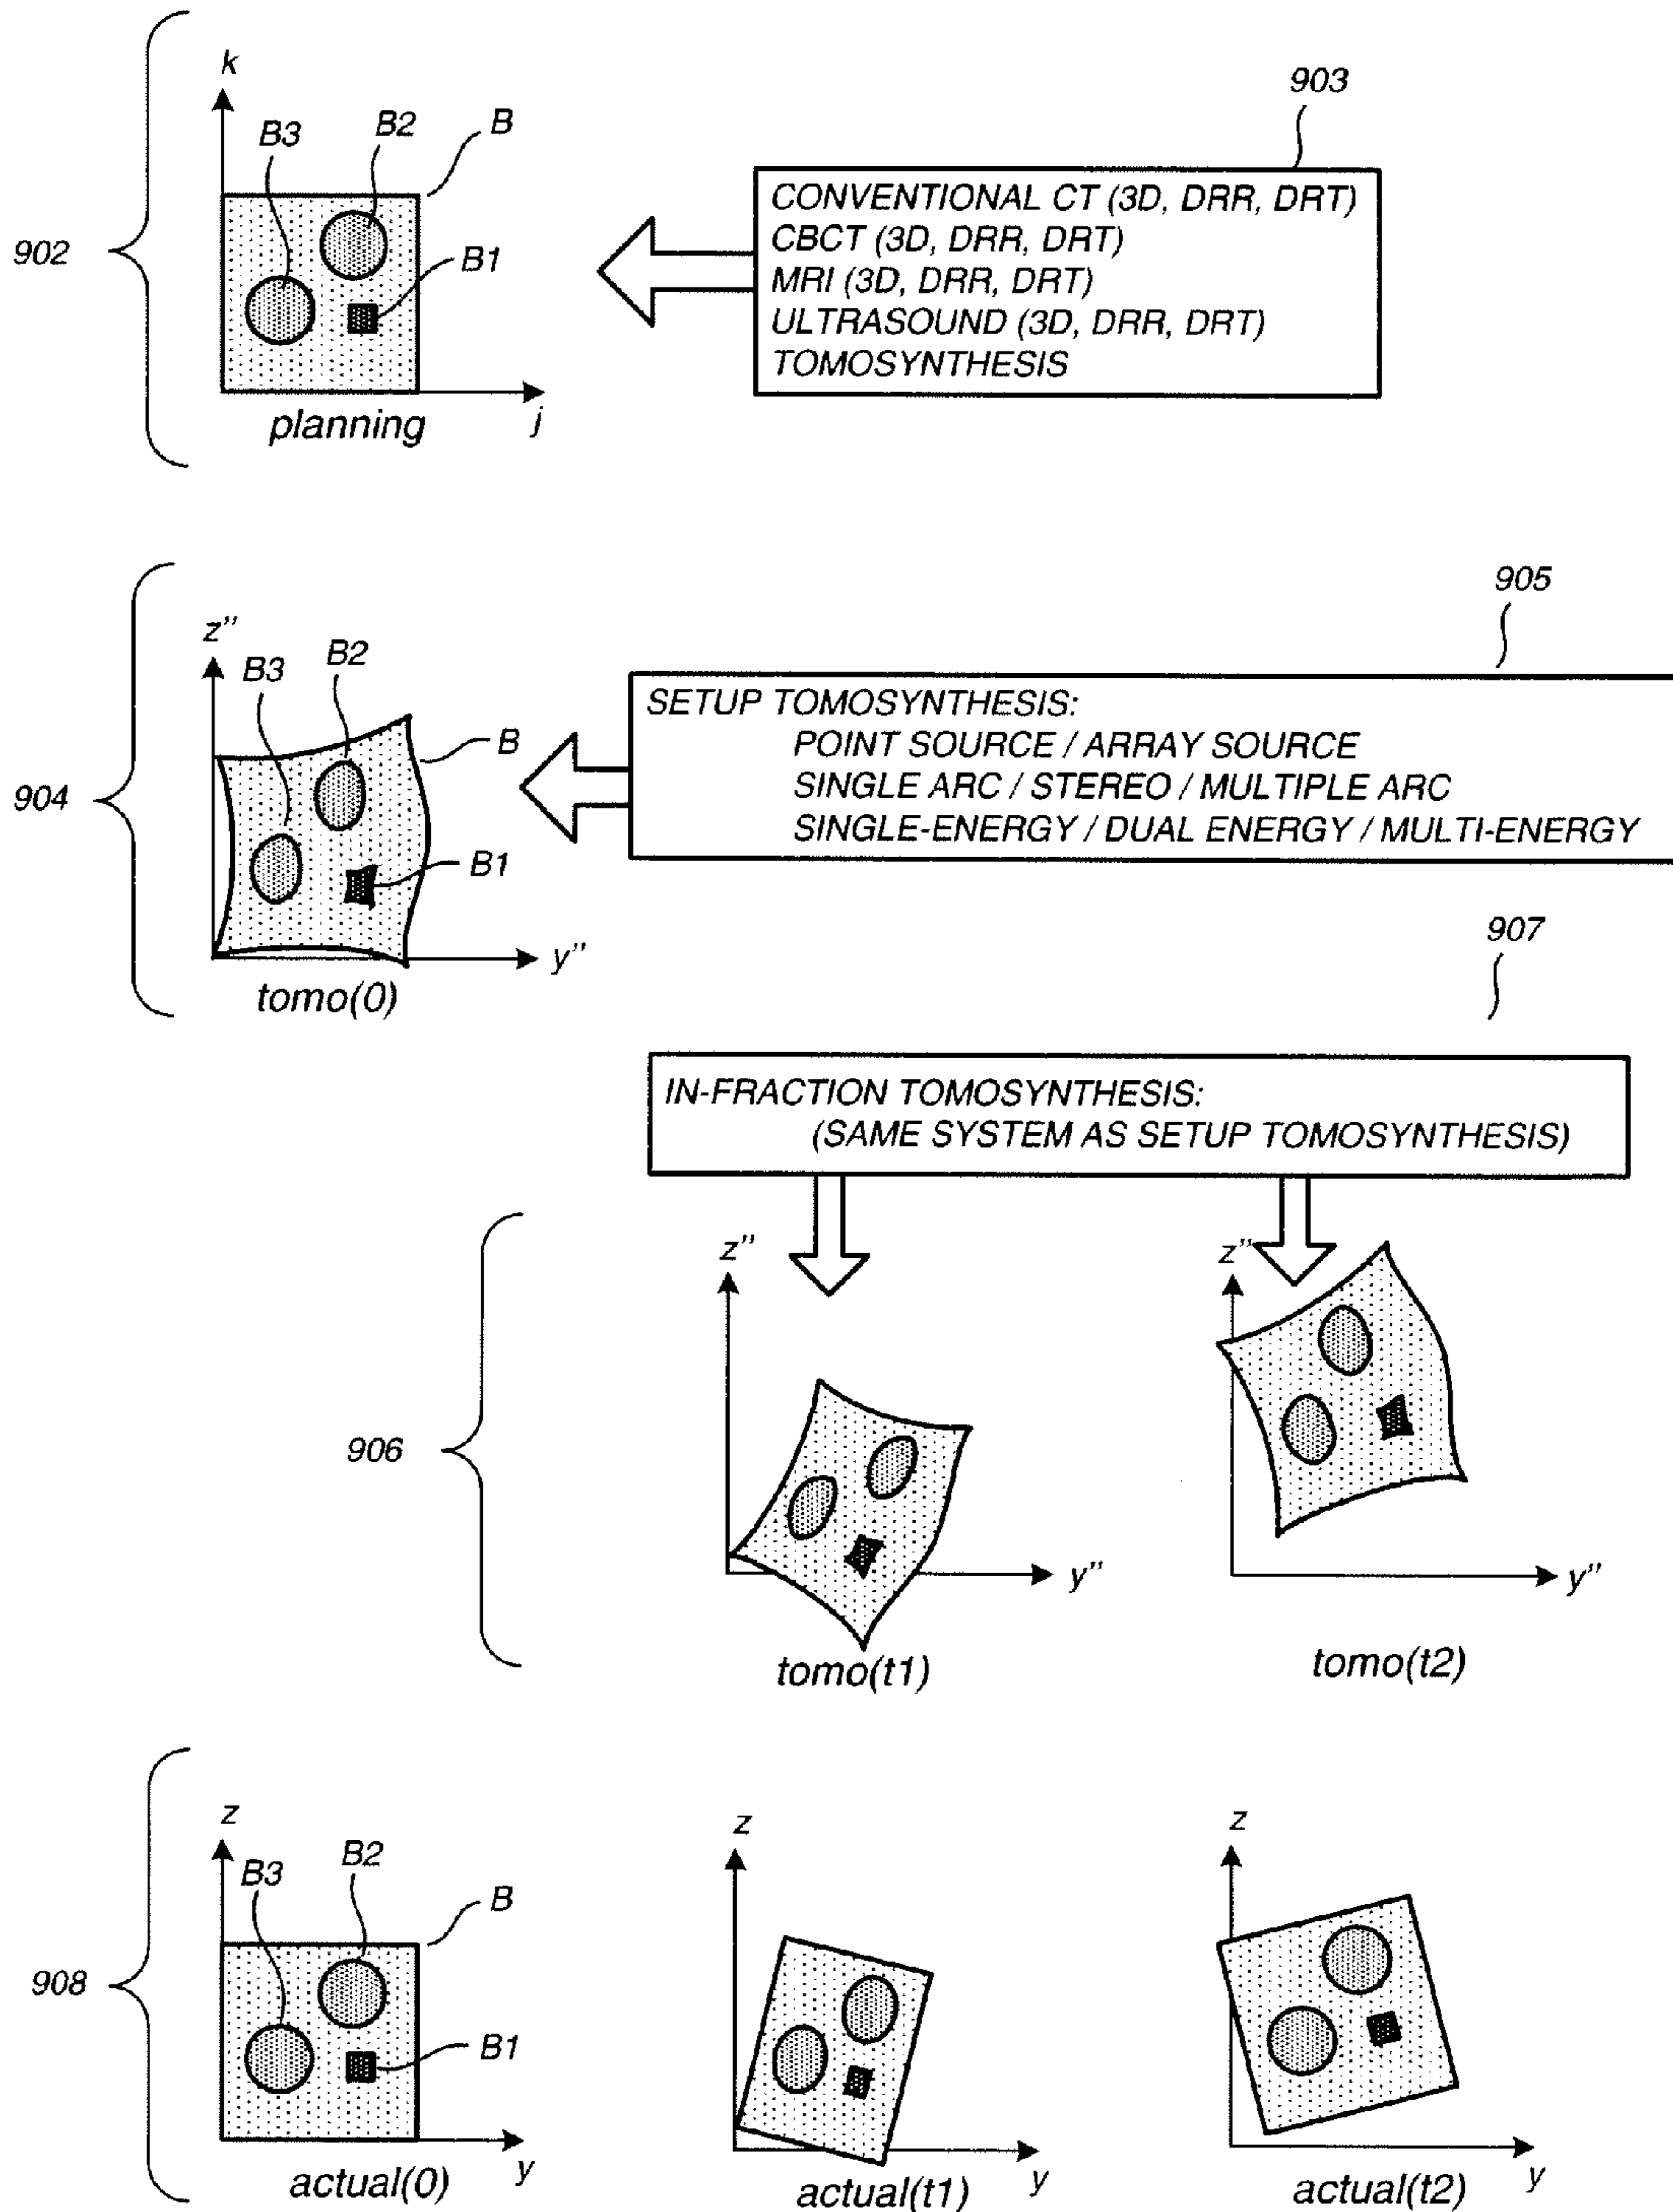 k
B3
B2
B
B1
902
planning
j
903
CONVENTIONAL CT (3D, DRR, DRT)
CBCT (3D, DRR, DRT)
MRI (3D, DRR, DRT)
ULTRASOUND (3D, DRR, DRT)
TOMOSYNTHESIS
905
z''
B3
B2
B
B1
904
y''
tomo(0)
SETUP TOMOSYNTHESIS:
POINT SOURCE / ARRAY SOURCE
SINGLE ARC / STEREO / MULTIPLE ARC
SINGLE-ENERGY / DUAL ENERGY / MULTI-ENERGY
907
IN-FRACTION TOMOSYNTHESIS:
(SAME SYSTEM AS SETUP TOMOSYNTHESIS)
906
z''
y''
tomo(t1)
z''
y''
tomo(t2)
908
z
B3
B2
B
B1
y
actual(0)
z
y
actual(t1)
z
y
actual(t2)